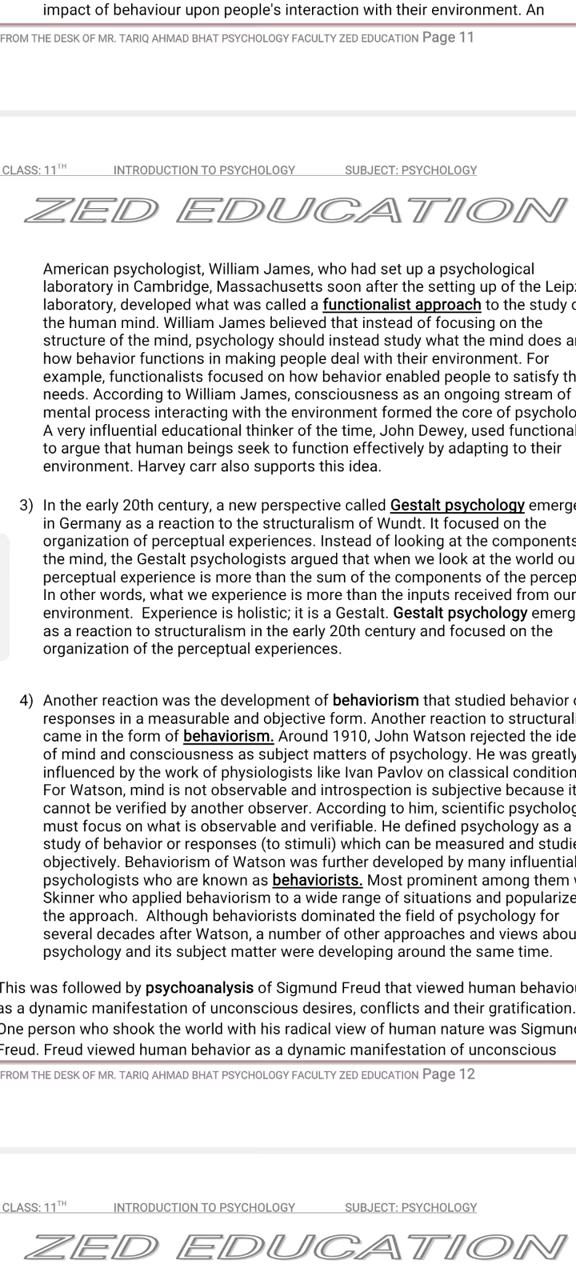 impact of behaviour upon people's interaction with their environment. An
FROM THE DESK OF MR. TARIQ AHMAD BHAT PSYCHOLOGY FACULTY ZED EDUCATION Page 11
CLASS: 11TH INTRODUCTION TO PSYCHOLOGY SUBJECT: PSYCHOLOGY
ZED EDUCATION
American psychologist, William James, who had set up a psychological
laboratory in Cambridge, Massachusetts soon after the setting up of the
laboratory, developed what was called a functionalist approach to the study
the human mind. William James believed that instead of focusing on the
structure of the mind, psychology should instead study what the mind does
how behavior functions in making people deal with their environment. For
example, functionalists focused on how behavior enabled people to satisfy
needs. According to William James, consciousness as an ongoing stream of
mental process interacting with the environment formed the core of
A very influential educational thinker of the time, John Dewey, used
to argue that human beings seek to function effectively by adapting to their
environment. Harvey carr also supports this idea.
3) In the early 20th century, a new perspective called Gestalt psychology
in Germany as a reaction to the structuralism of Wundt. It focused on the
organization of perceptual experiences. Instead of looking at the components
the mind, the Gestalt psychologists argued that when we look at the world
perceptual experience is more than the sum of the components of the
In other words, what we experience is more than the inputs received from our
environment. Experience is holistic; it is a Gestalt. Gestalt psychology
as a reaction to structuralism in the early 20th century and focused on the
organization of the perceptual experiences.
4) Another reaction was the development of behaviorism that studied behavior
responses in a measurable and objective form. Another reaction to
came in the form of behaviorism. Around 1910, John Watson rejected the
of mind and consciousness as subject matters of psychology. He was greatly
influenced by the work of physiologists like Ivan Pavlov on classical
For Watson, mind is not observable and introspection is subjective because it
cannot be verified by another observer. According to him, scientific
must focus on what is observable and verifiable. He defined psychology as a
study of behavior or responses (to stimuli) which can be measured and
objectively. Behaviorism of Watson was further developed by many influential
psychologists who are known as behaviorists. Most prominent among them
Skinner who applied behaviorism to a wide range of situations and
the approach. Although behaviorists dominated the field of psychology for
several decades after Watson, a number of other approaches and views
psychology and its subject matter were developing around the same time.
This was followed by psychoanalysis of Sigmund Freud that viewed human
as a dynamic manifestation of unconscious desires, conflicts and their gratification.
One person who shook the world with his radical view of human nature was
Freud. Freud viewed human behavior as a dynamic manifestation of unconscious
FROM THE DESK OF MR. TARIQ AHMAD BHAT PSYCHOLOGY FACULTY ZED EDUCATION Page 12
CLASS: 11TH INTRODUCTION TO PSYCHOLOGY SUBJECT: PSYCHOLOGY
ZED EDUCATION